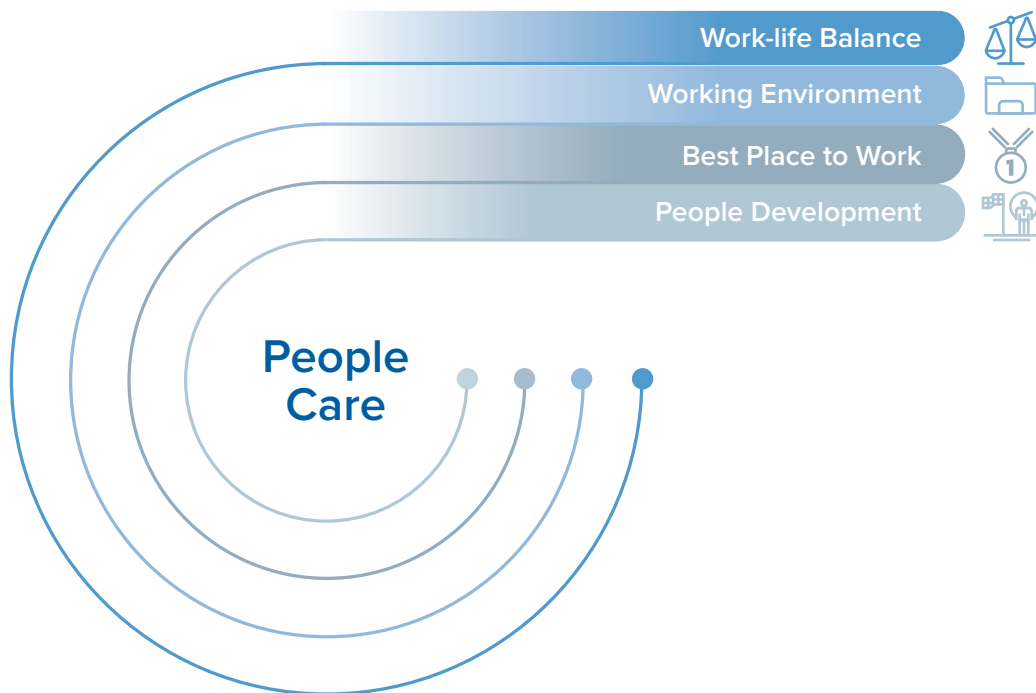 Work-life Balance
Working Environment
Best Place to Work
1
People Development
People
Care